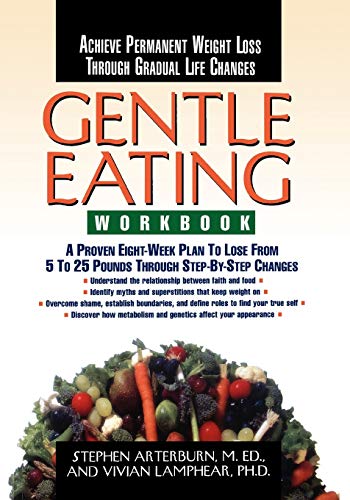 ACHIEVE PERMANENT WEIGHT LOSS
THROUGH GRADUAL LIFE CHANGES
GENTLE
EATING
WORKBOOK
A PROVEN EIGHT-WEEK PLAN TO LOSE FROM
5 TO 25 POUNDS THROUGH STEP-BY-STEP CHANGES
• Understand the relationship between faith and food •
• Identify myths and superstitions that keep weight on •
• Overcome shame, establish boundaries, and define roles to find your true self •
• Discover how metabolism and genetics affect your appearance •
STEPHEN ARTERBURN, M. ED.,
AND VIVIAN LAMPHEAR, PH.D.